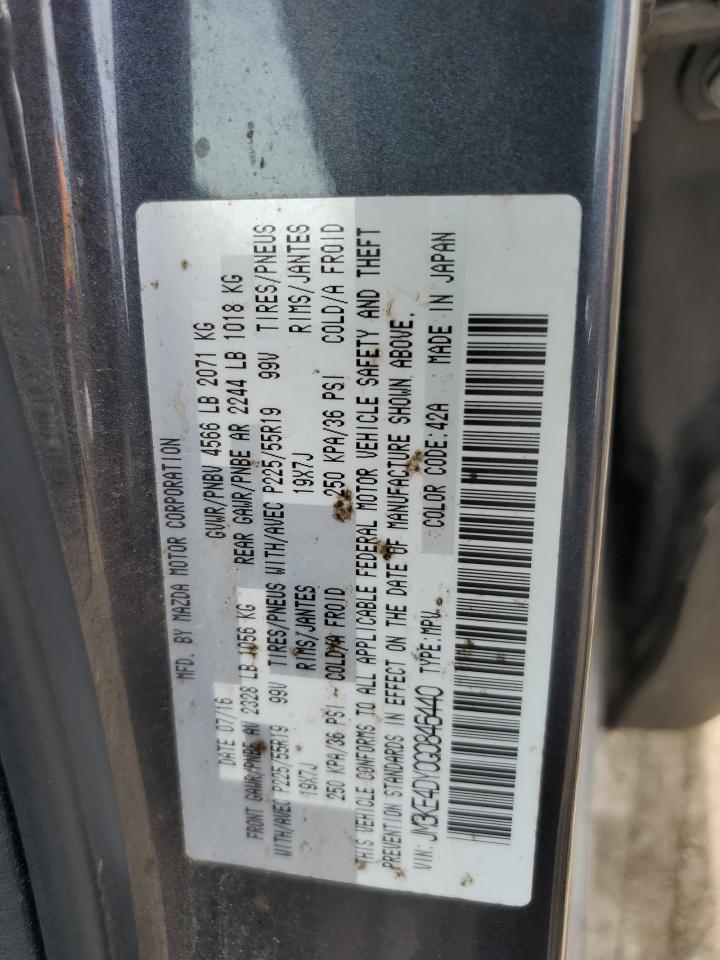 MFD. BY MAZDA MOTOR CORPORATION
DATE 07/16 GVWR/PNBV 4566 LB 2071 KG
FRONT GAWR/PNBE AV 2328 LB 1056 KG REAR GAWR/PNBE AR 2244 LB 1018 KG
WITH/AVEC P225/55R19 99V TIRES/PNEUS WITH/AVEC P225/55R19 99V TIRES/PNEUS
19X7J RIMS/JANTES 19X7J RIMS/JANTES
250 KPA/36 PSI COLD/A FROID 250 KPA/36 PSI COLD/A FROID
THIS VEHICLE CONFORMS TO ALL APPLICABLE FEDERAL MOTOR VEHICLE SAFETY AND THEFT
PREVENTION STANDARDS IN EFFECT ON THE DATE OF MANUFACTURE SHOWN ABOVE.
VIN: JM3KE4DY0G0846440 TYPE:MPV COLOR CODE:42A MADE IN JAPAN